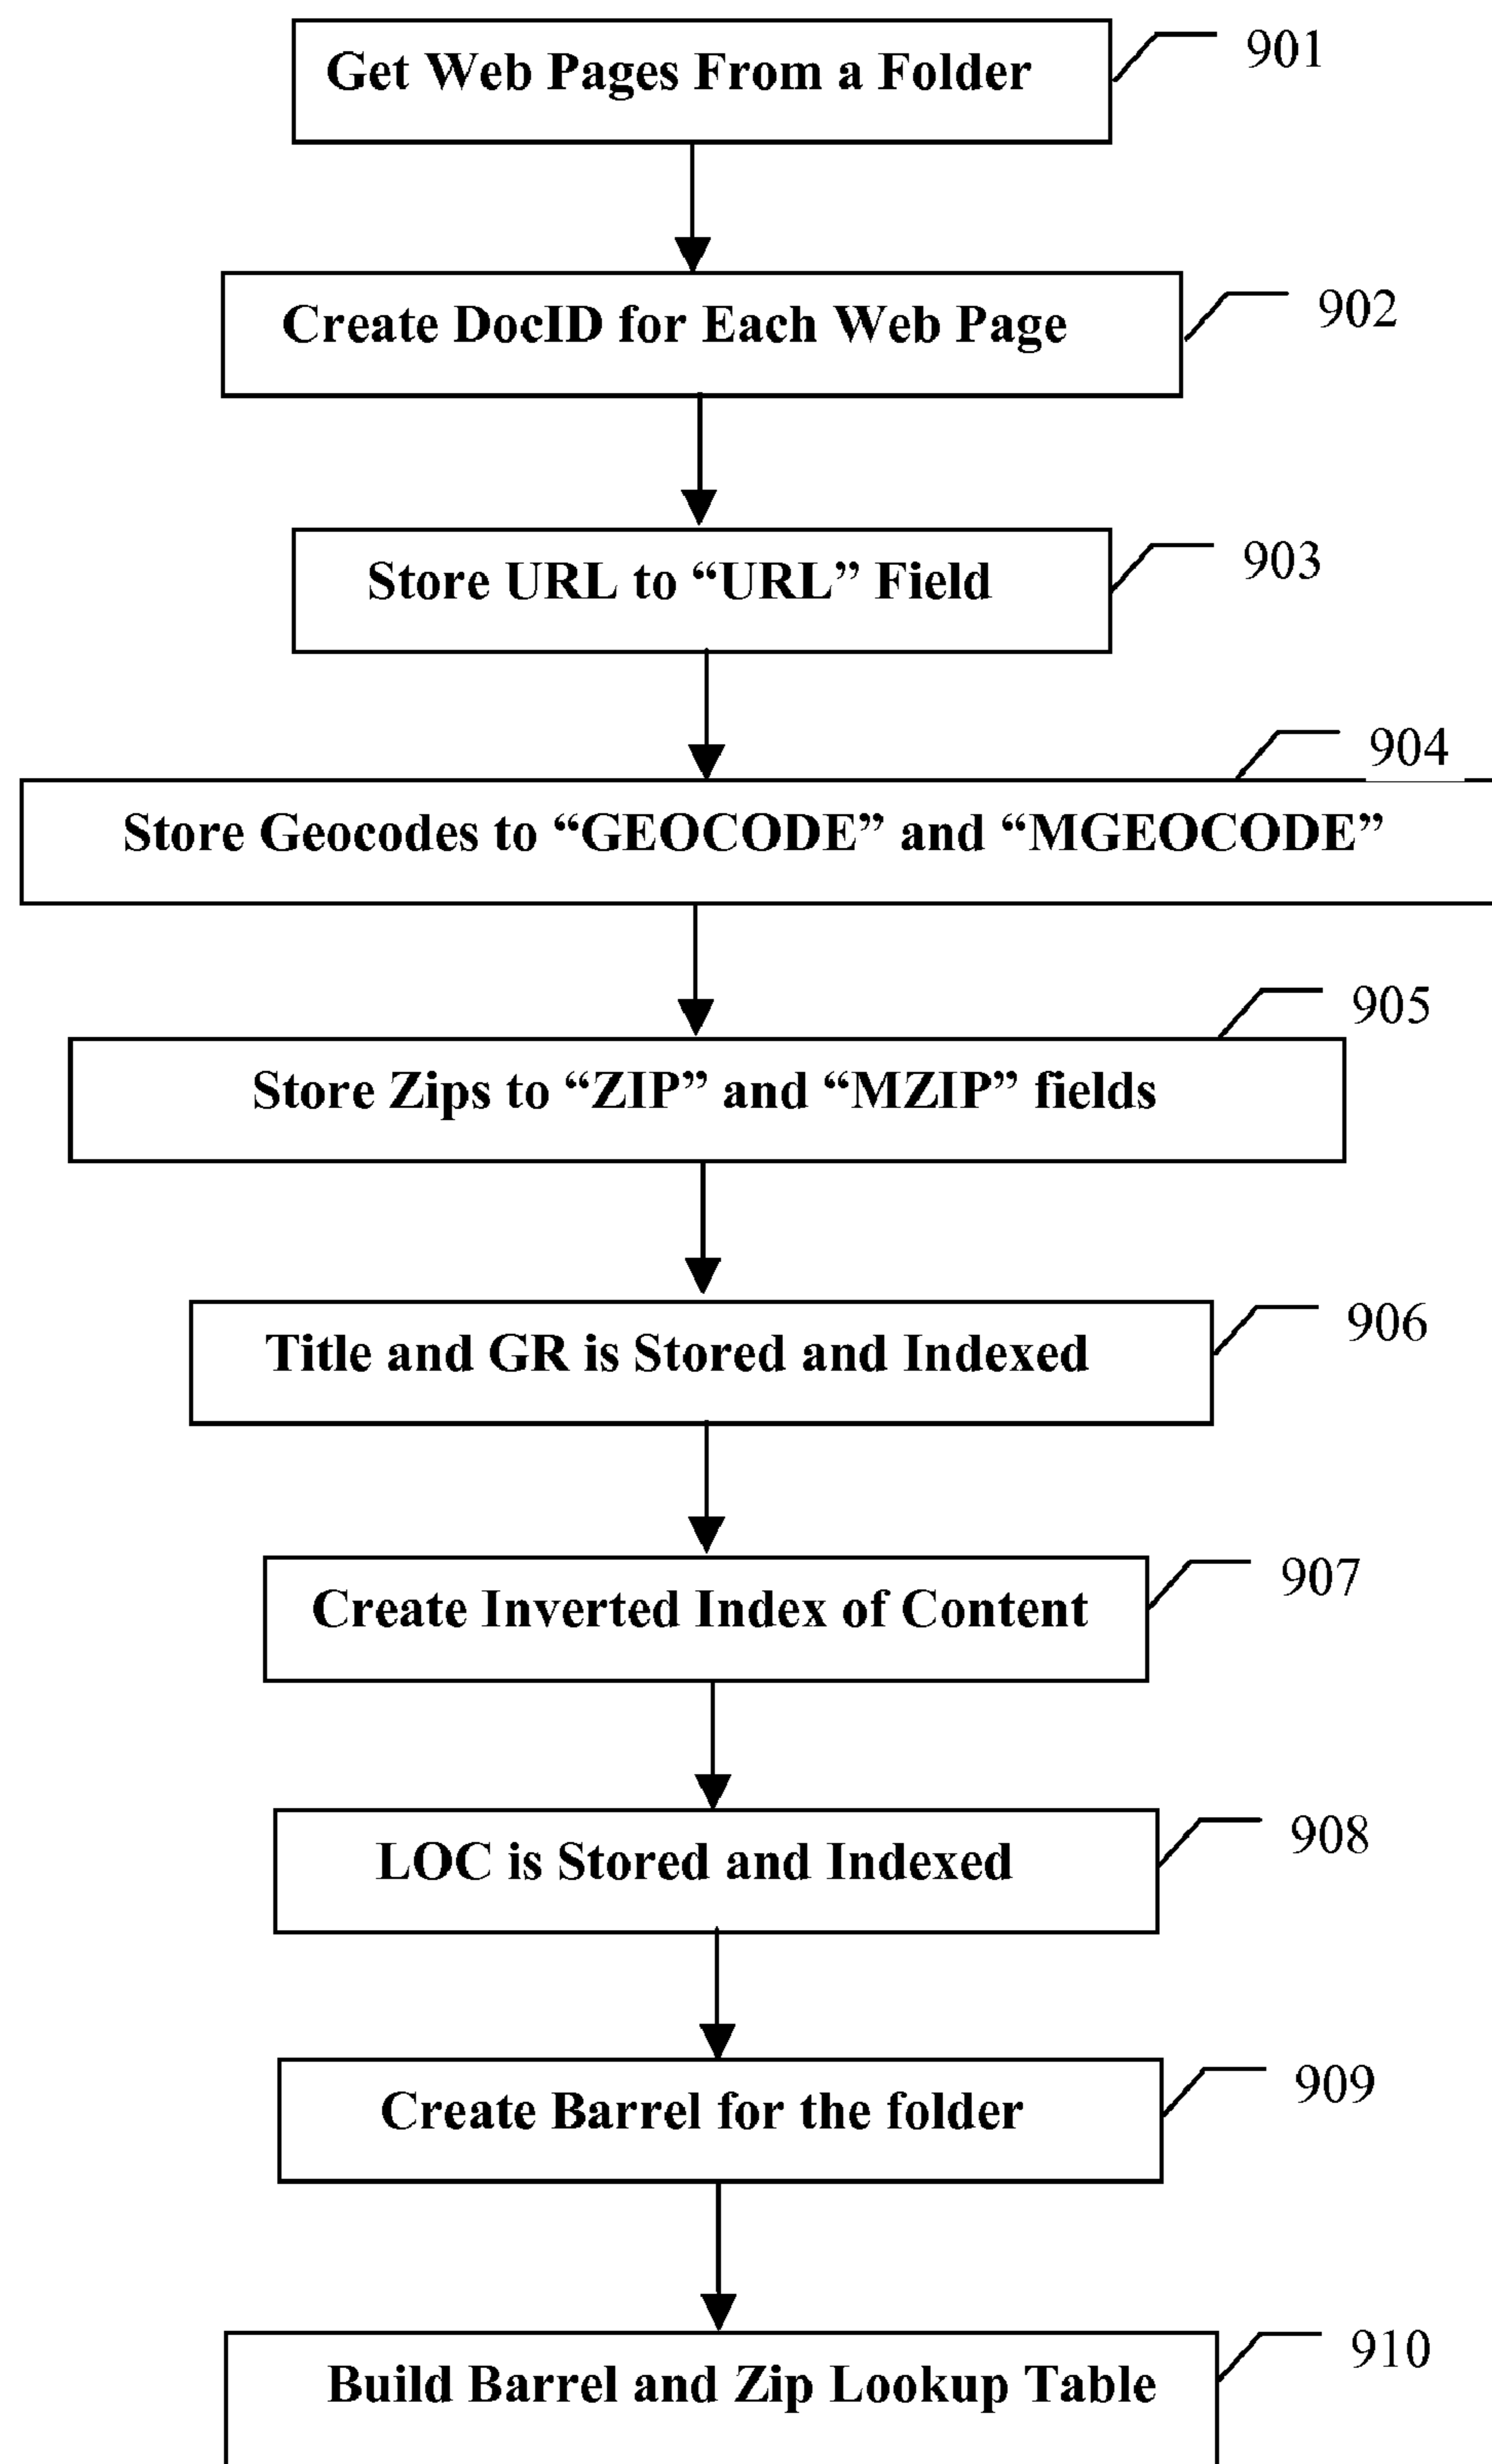 Get Web Pages From a Folder
901
Create DocID for Each Web Page
902
Store URL to “URL” Field
903
904
Store Geocodes to “GEOCODE” and “MGEOCODE”
905
Store Zips to “ZIP” and “MZIP” fields
Title and GR is Stored and Indexed
906
Create Inverted Index of Content
907
LOC is Stored and Indexed
908
Create Barrel for the folder
909
Build Barrel and Zip Lookup Table
910